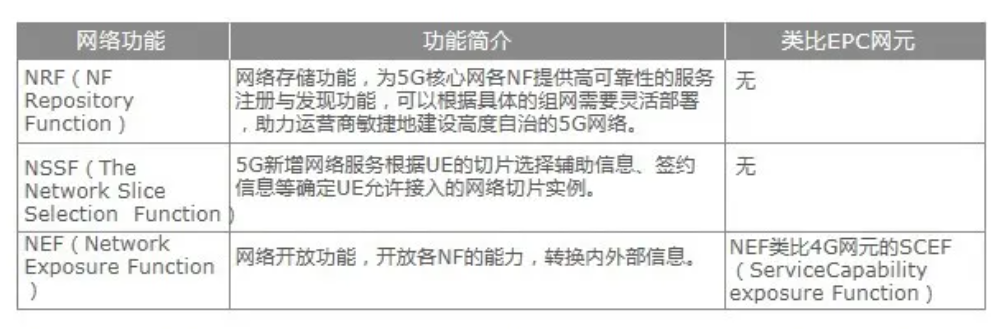 网络功能
功能简介
类比EPC网元
NRF（NF
Repository
Function）
网络存储功能，为5G核心网各NF提供高可靠性的服务
注册与发现功能，可以根据具体的组网需要灵活部署
，助力运营商敏捷地建设高度自治的5G网络。
无
NSSF（The
Network Slice
Selection Function）
5G新增网络服务根据UE的切片选择辅助信息、签约
信息等确定UE允许接入的网络切片实例。
无
NEF（Network
Exposure Function
）
网络开放功能，开放各NF的能力，转换内外部信息。
NEF类比4G网元的SCEF
（ServiceCapability
exposure Function）